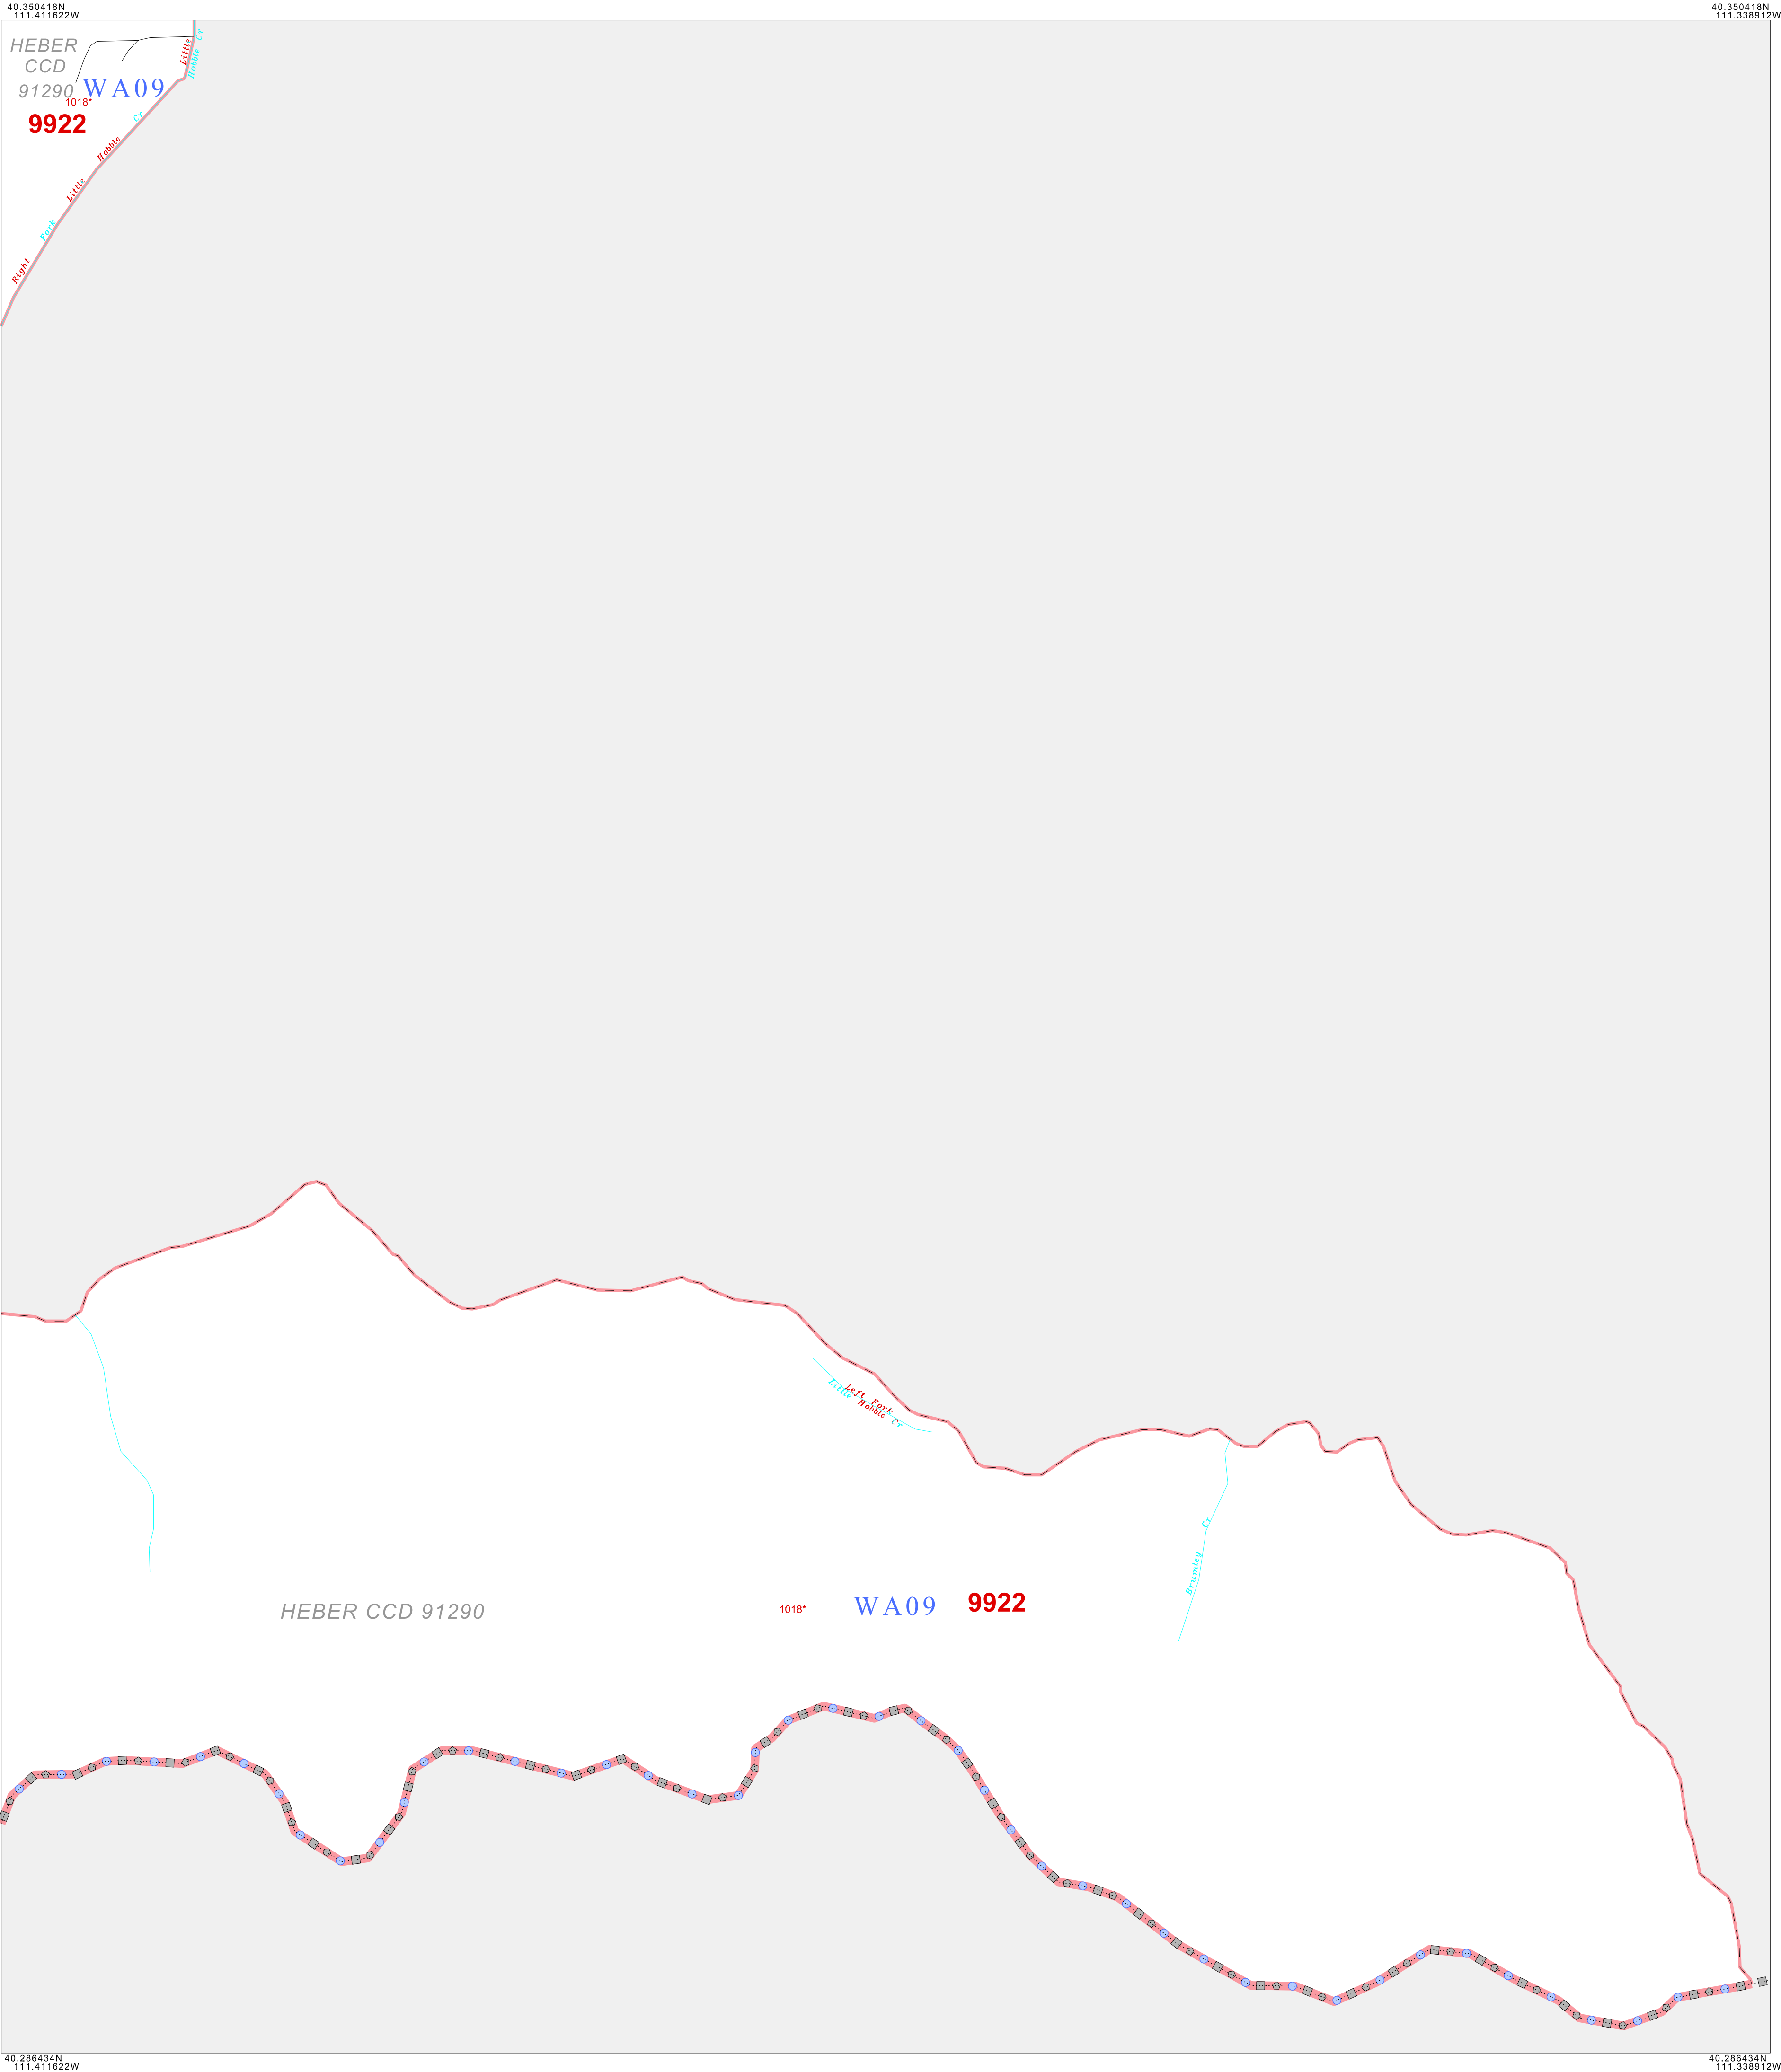 40.350418N
111.411622W
40.350418N
111.338912W
HEBER
CCD
91290
WA09
1018*
9922
Little
Hobble Cr
Right Fork Little Hobble Cr
Left Fork
Little Hobble Cr
Brumley Cr
HEBER CCD 91290
1018*
WA09
9922
40.286434N
111.411622W
40.286434N
111.338912W